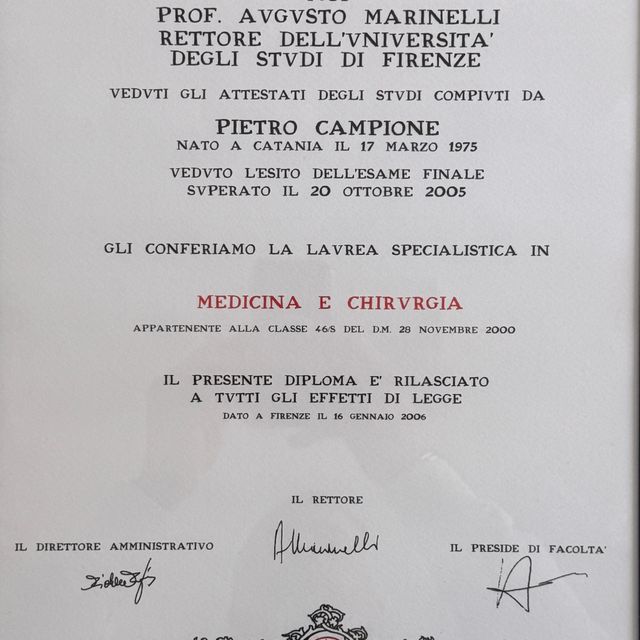 PROF. AVGVSTO MARINELLI
RETTORE DELL'VNIVERSITA'
DEGLI STVDI DI FIRENZE
VEDVTI GLI ATTESTATI DEGLI STVDI COMPIVTI DA
PIETRO CAMPIONE
NATO A CATANIA IL 17 MARZO 1975
VEDVTO L'ESITO DELL'ESAME FINALE
SVPERATO IL 20 OTTOBRE 2005
GLI CONFERIAMO LA LAVREA SPECIALISTICA IN
MEDICINA E CHIRVRGIA
APPARTENENTE ALLA CLASSE 46/S DEL D.M. 28 NOVEMBRE 2000
IL PRESENTE DIPLOMA E' RILASCIATO
A TVTTI GLI EFFETTI DI LEGGE
DATO A FIRENZE IL 16 GENNAIO 2006
IL RETTORE
IL DIRETTORE AMMINISTRATIVO
IL PRESIDE DI FACOLTA'